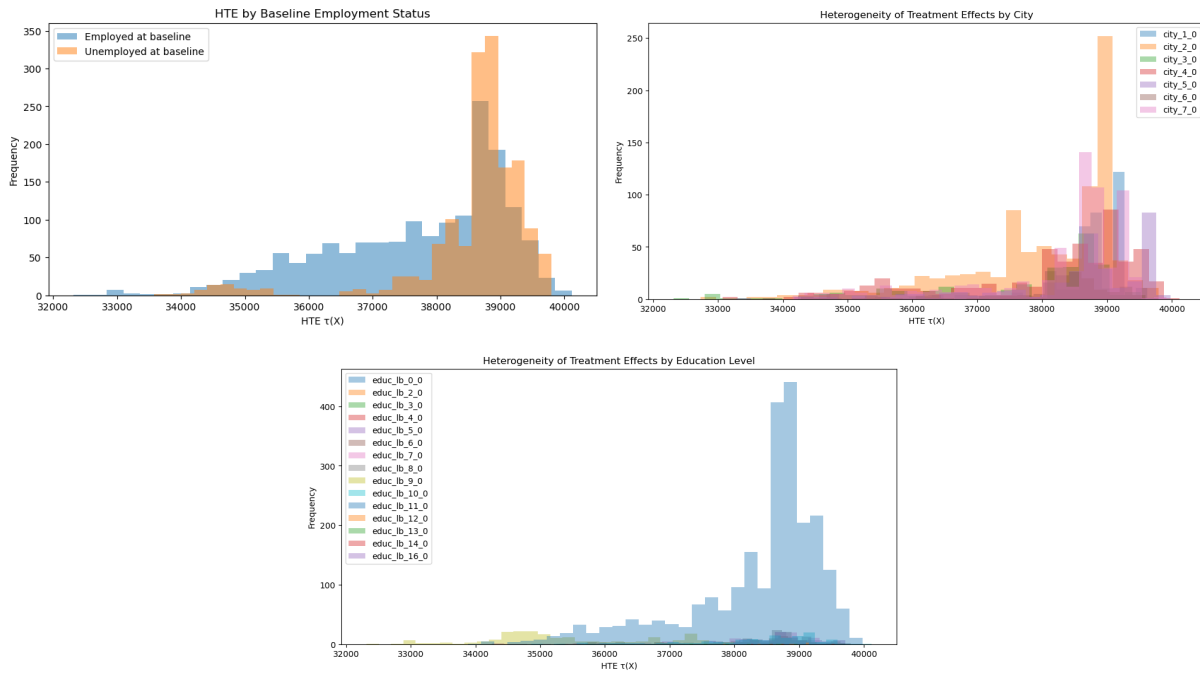 HTE by Baseline Employment Status
Employed at baseline
Unemployed at baseline
Frequency
350
300
250
200
150
100
50
0
32000 33000 34000 35000 36000 37000 38000 39000 40000
HTE τ(X)
Heterogeneity of Treatment Effects by City
city_1_0
city_2_0
city_3_0
city_4_0
city_5_0
city_6_0
city_7_0
Frequency
250
200
150
100
50
0
32000 33000 34000 35000 36000 37000 38000 39000 40000
HTE τ(X)
Heterogeneity of Treatment Effects by Education Level
educ_lb_0_0
educ_lb_2_0
educ_lb_3_0
educ_lb_4_0
educ_lb_5_0
educ_lb_6_0
educ_lb_7_0
educ_lb_8_0
educ_lb_9_0
educ_lb_10_0
educ_lb_11_0
educ_lb_12_0
educ_lb_13_0
educ_lb_14_0
educ_lb_16_0
Frequency
400
300
200
100
0
32000 33000 34000 35000 36000 37000 38000 39000 40000
HTE τ(X)